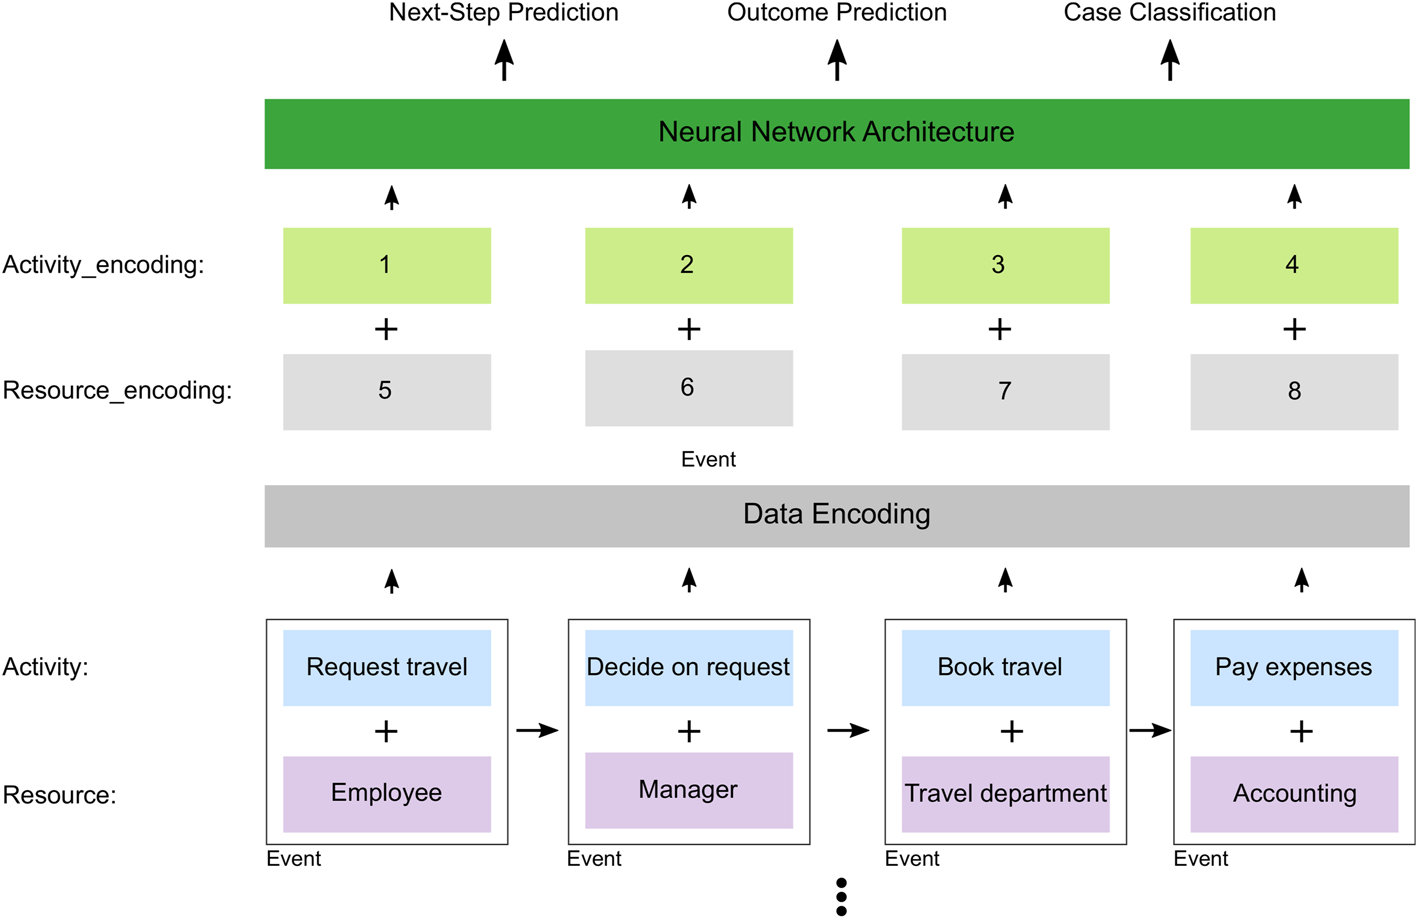 Next-Step Prediction Outcome Prediction Case Classification
Neural Network Architecture
Activity_encoding: 1 2 3 4
+ + + +
Resource_encoding: 5 6 7 8
Event
Data Encoding
Activity: Request travel Decide on request Book travel Pay expenses
+ + + +
Resource: Employee Manager Travel department Accounting
Event Event Event Event